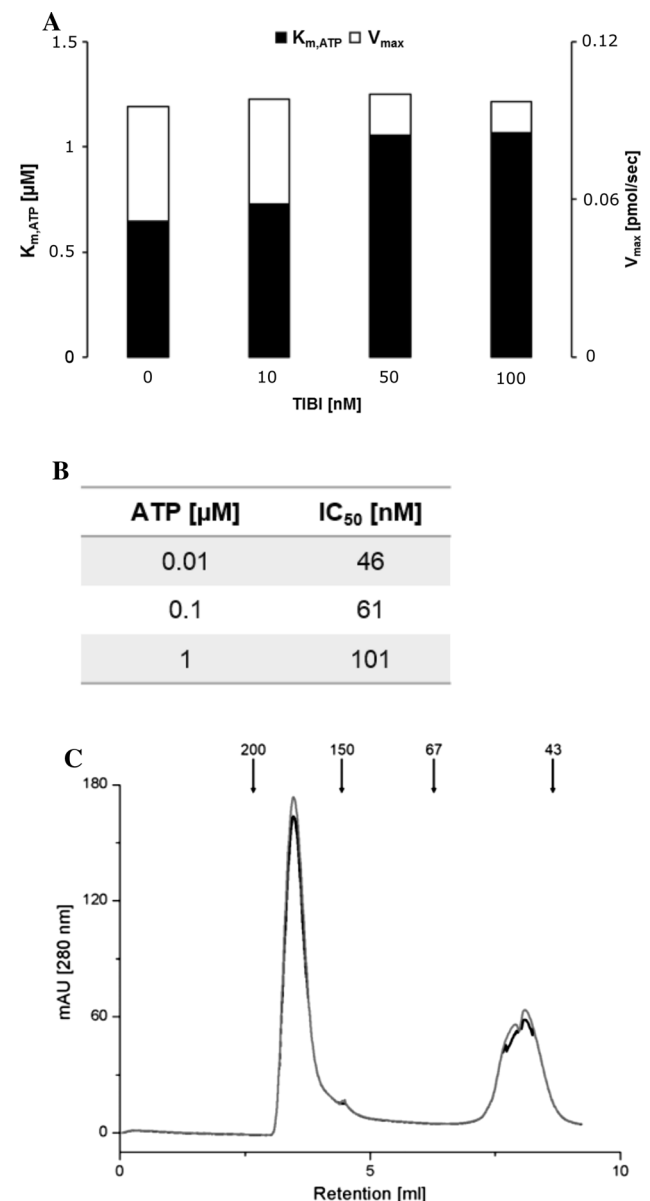 A
K_m,ATP V_max
1.5
1
0.5
0
K_m,ATP [µM]
0.12
0.06
0
V_max [pmol/sec]
0 10 50 100
TIBI [nM]
B
ATP [µM] IC₅₀ [nM]
0.01 46
0.1 61
1 101
C
200 150 67 43
180
120
60
0
mAU [280 nm]
0 5 10
Retention [ml]